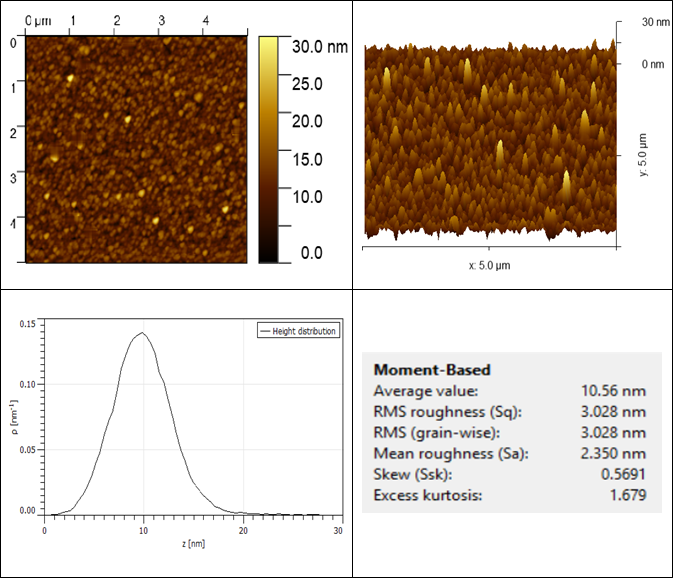 0 µm 1 2 3 4
0
1
2
3
4
30.0 nm
25.0
20.0
15.0
10.0
0.0
30 nm
0 nm
y: 5.0 µm
x: 5.0 µm
0.15
0.10
0.05
0.00
ρ [nm⁻¹]
Height distribution
0 10 20 30
z [nm]
Moment-Based
Average value: 10.56 nm
RMS roughness (Sq): 3.028 nm
RMS (grain-wise): 3.028 nm
Mean roughness (Sa): 2.350 nm
Skew (Ssk): 0.5691
Excess kurtosis: 1.679